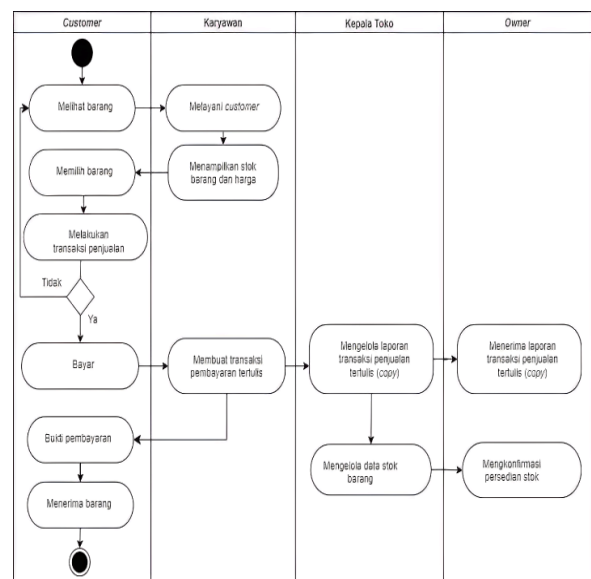 Customer
Karyawan
Kepala Toko
Owner
Melihat barang
Melayani customer
Memilih barang
Menampilkan stok
barang dan harga
Melakukan
transaksi penjualan
Tidak
Ya
Bayar
Membuat transaksi
pembayaran tertulis
Mengelola laporan
transaksi penjualan
tertulis (copy)
Menerima laporan
transaksi penjualan
tertulis (copy)
Bukti pembayaran
Mengelola data stok
barang
Mengkonfirmasi
persedian stok
Menerima barang